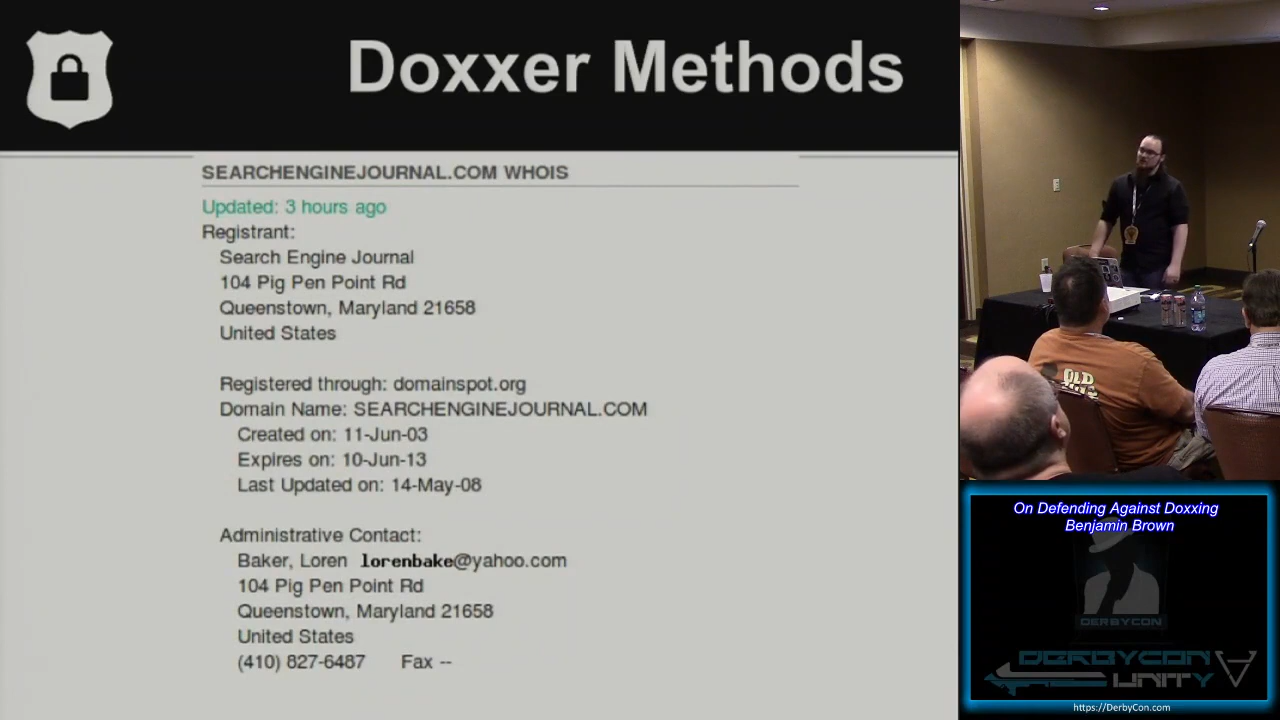 Doxxer Methods
SEARCHENGINEJOURNAL.COM WHOIS
Updated: 3 hours ago
Registrant:
Search Engine Journal
104 Pig Pen Point Rd
Queenstown, Maryland 21658
United States
Registered through: domainspot.org
Domain Name: SEARCHENGINEJOURNAL.COM
Created on: 11-Jun-03
Expires on: 10-Jun-13
Last Updated on: 14-May-08
Administrative Contact:
Baker, Loren lorenbake@yahoo.com
104 Pig Pen Point Rd
Queenstown, Maryland 21658
United States
(410) 827-6487 Fax --
OLD
On Defending Against Doxxing
Benjamin Brown
DERBYCON
DERBYCON
UNITY
https://DerbyCon.com